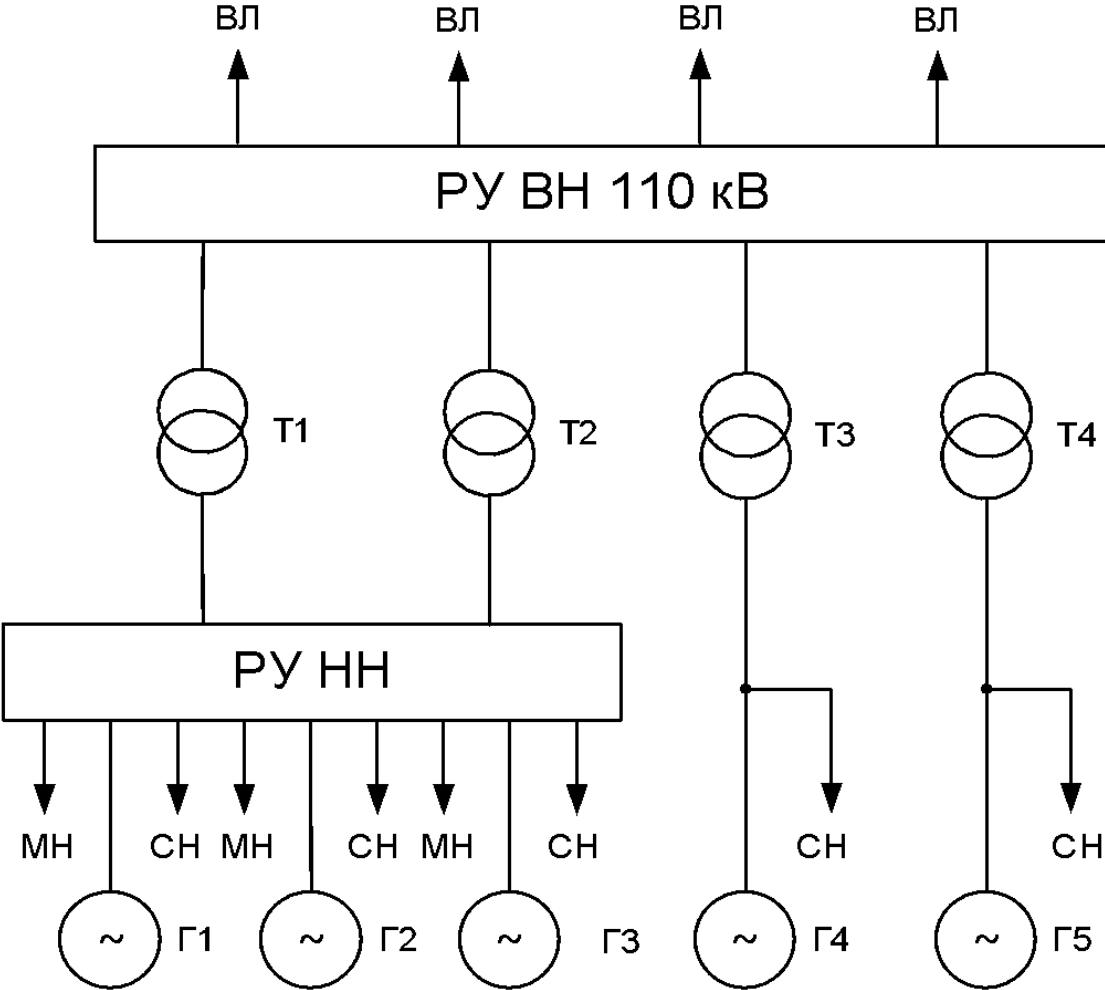 ВЛ ВЛ ВЛ ВЛ
РУ ВН 110 кВ
Т1 Т2 Т3 Т4
РУ НН
МН СН МН СН МН СН СН СН
~ Г1 ~ Г2 ~ Г3 ~ Г4 ~ Г5